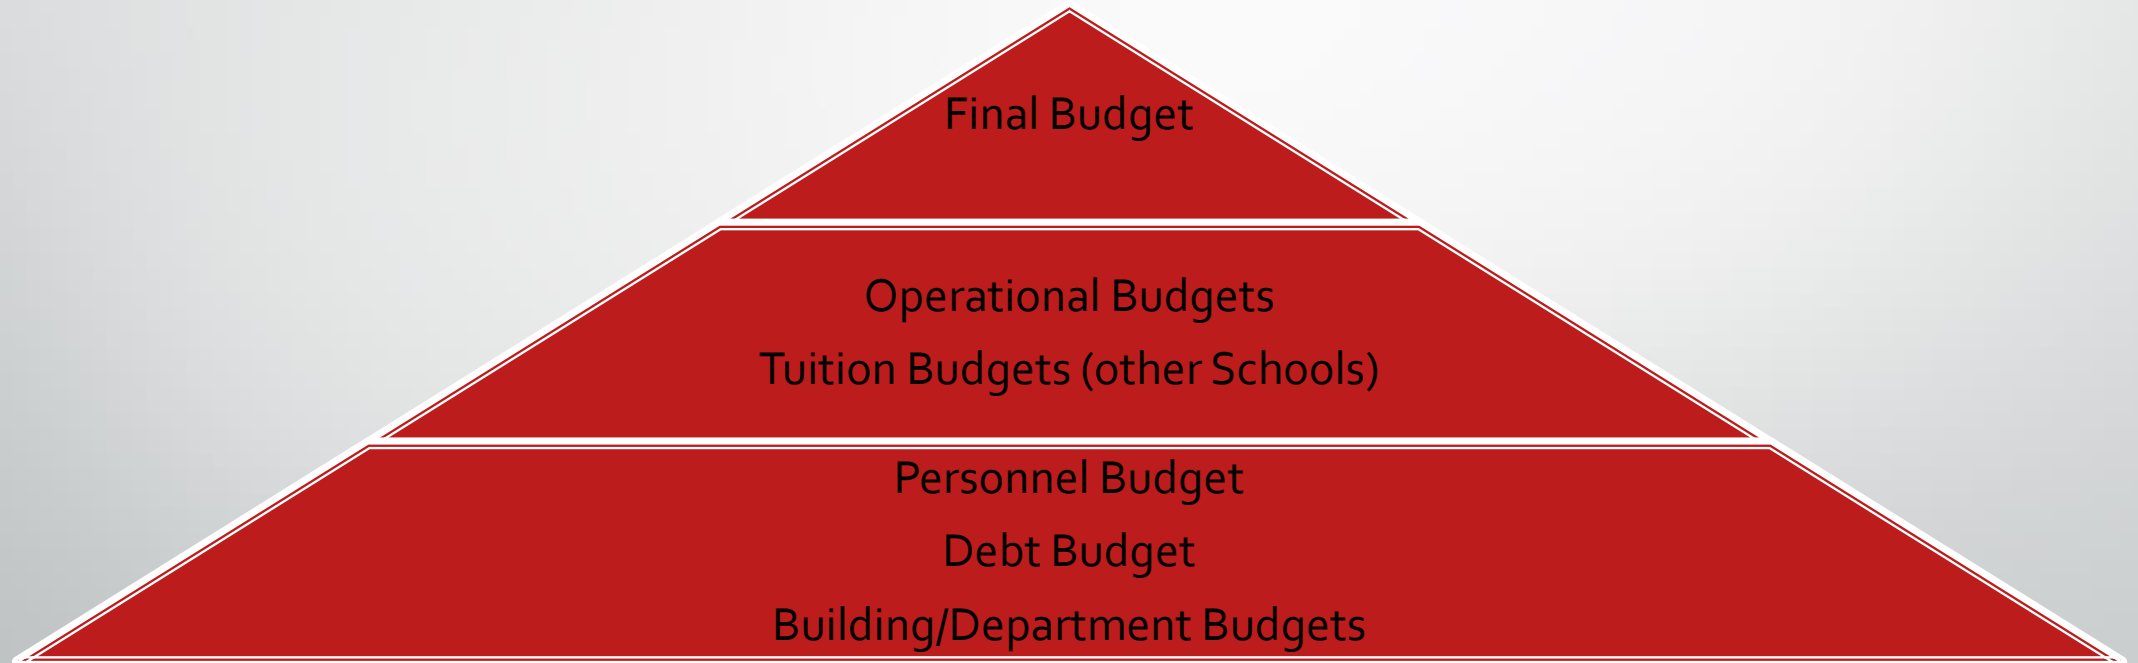 Final Budget
Operational Budgets
Tuition Budgets (other Schools)
Personnel Budget
Debt Budget
Building/Department Budgets